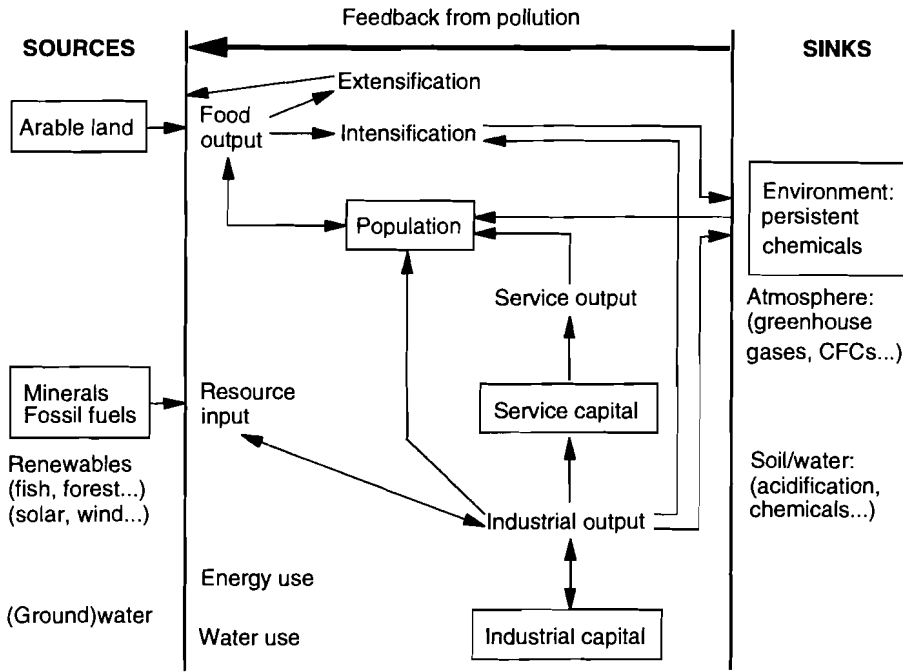 Feedback from pollution
SOURCES
SINKS
Extensification
Arable land
Food
output
Intensification
Environment:
persistent
chemicals
Population
Service output
Atmosphere:
(greenhouse
gases, CFCs...)
Minerals
Fossil fuels
Resource
input
Service capital
Renewables
(fish, forest...)
(solar, wind...)
Soil/water:
(acidification,
chemicals...)
Industrial output
Energy use
(Ground)water
Water use
Industrial capital